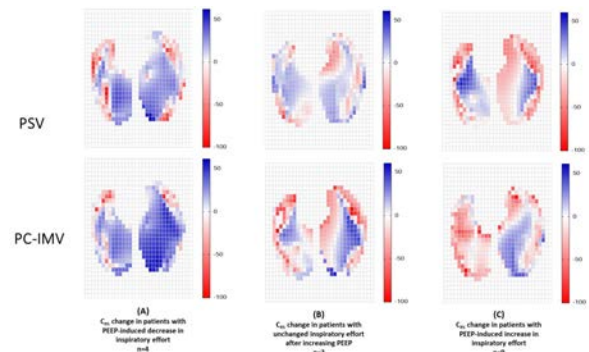 50
0
-50
-100
50
0
-50
-100
50
0
-50
-100
PSV
50
0
-50
-100
50
0
-50
-100
50
0
-50
-100
PC-IMV
(A)
CRS change in patients with
PEEP-induced decrease in
inspiratory effort
n=4
(B)
CRS change in patients with
unchanged inspiratory effort
after increasing PEEP
(C)
CRS change in patients with
PEEP-induced increase in
inspiratory effort